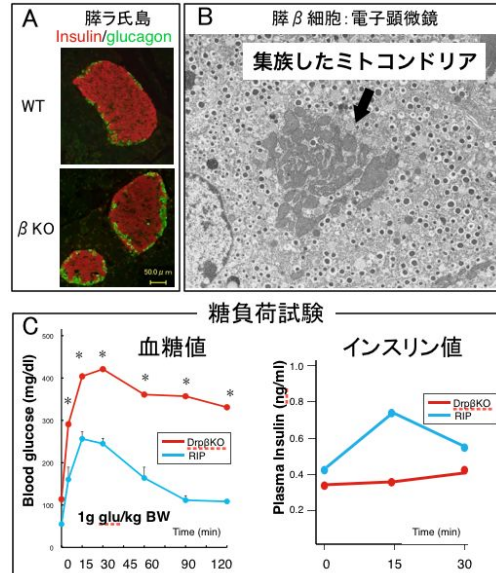 A
膵ラ氏島
Insulin/glucagon
WT
βKO
50.0μm
B
膵β細胞:電子顕微鏡
集族したミトコンドリア
糖負荷試験
C
血糖値
Blood glucose (mg/dl)
500
400
300
200
100
0
* * * * * *
DrpβKO
RIP
1g glu/kg BW
Time (min)
0 15 30 45 60 90 120
インスリン値
Plasma Insulin (ng/ml)
1.0
0.8
0.6
0.4
0.2
DrpβKO
RIP
Time (min)
0 15 30